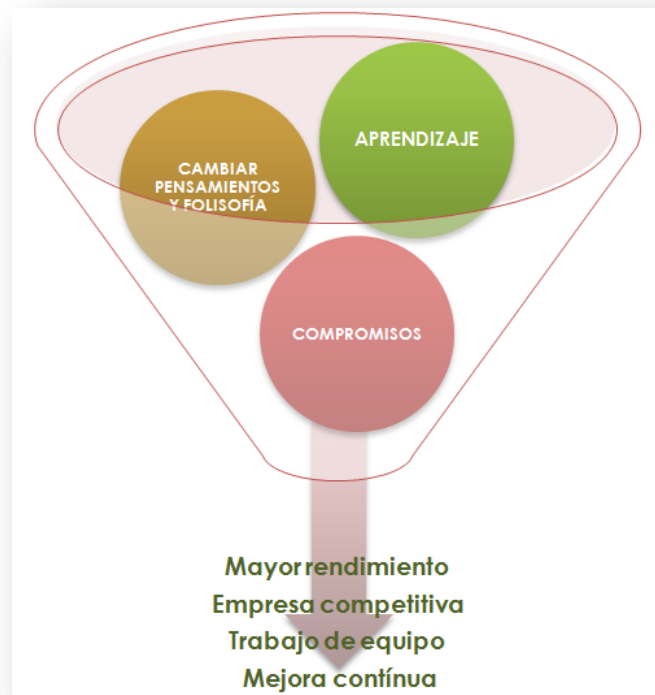 APRENDIZAJE
CAMBIAR
PENSAMIENTOS
Y FOLISOFÍA
COMPROMISOS
Mayor rendimiento
Empresa competitiva
Trabajo de equipo
Mejora contínua